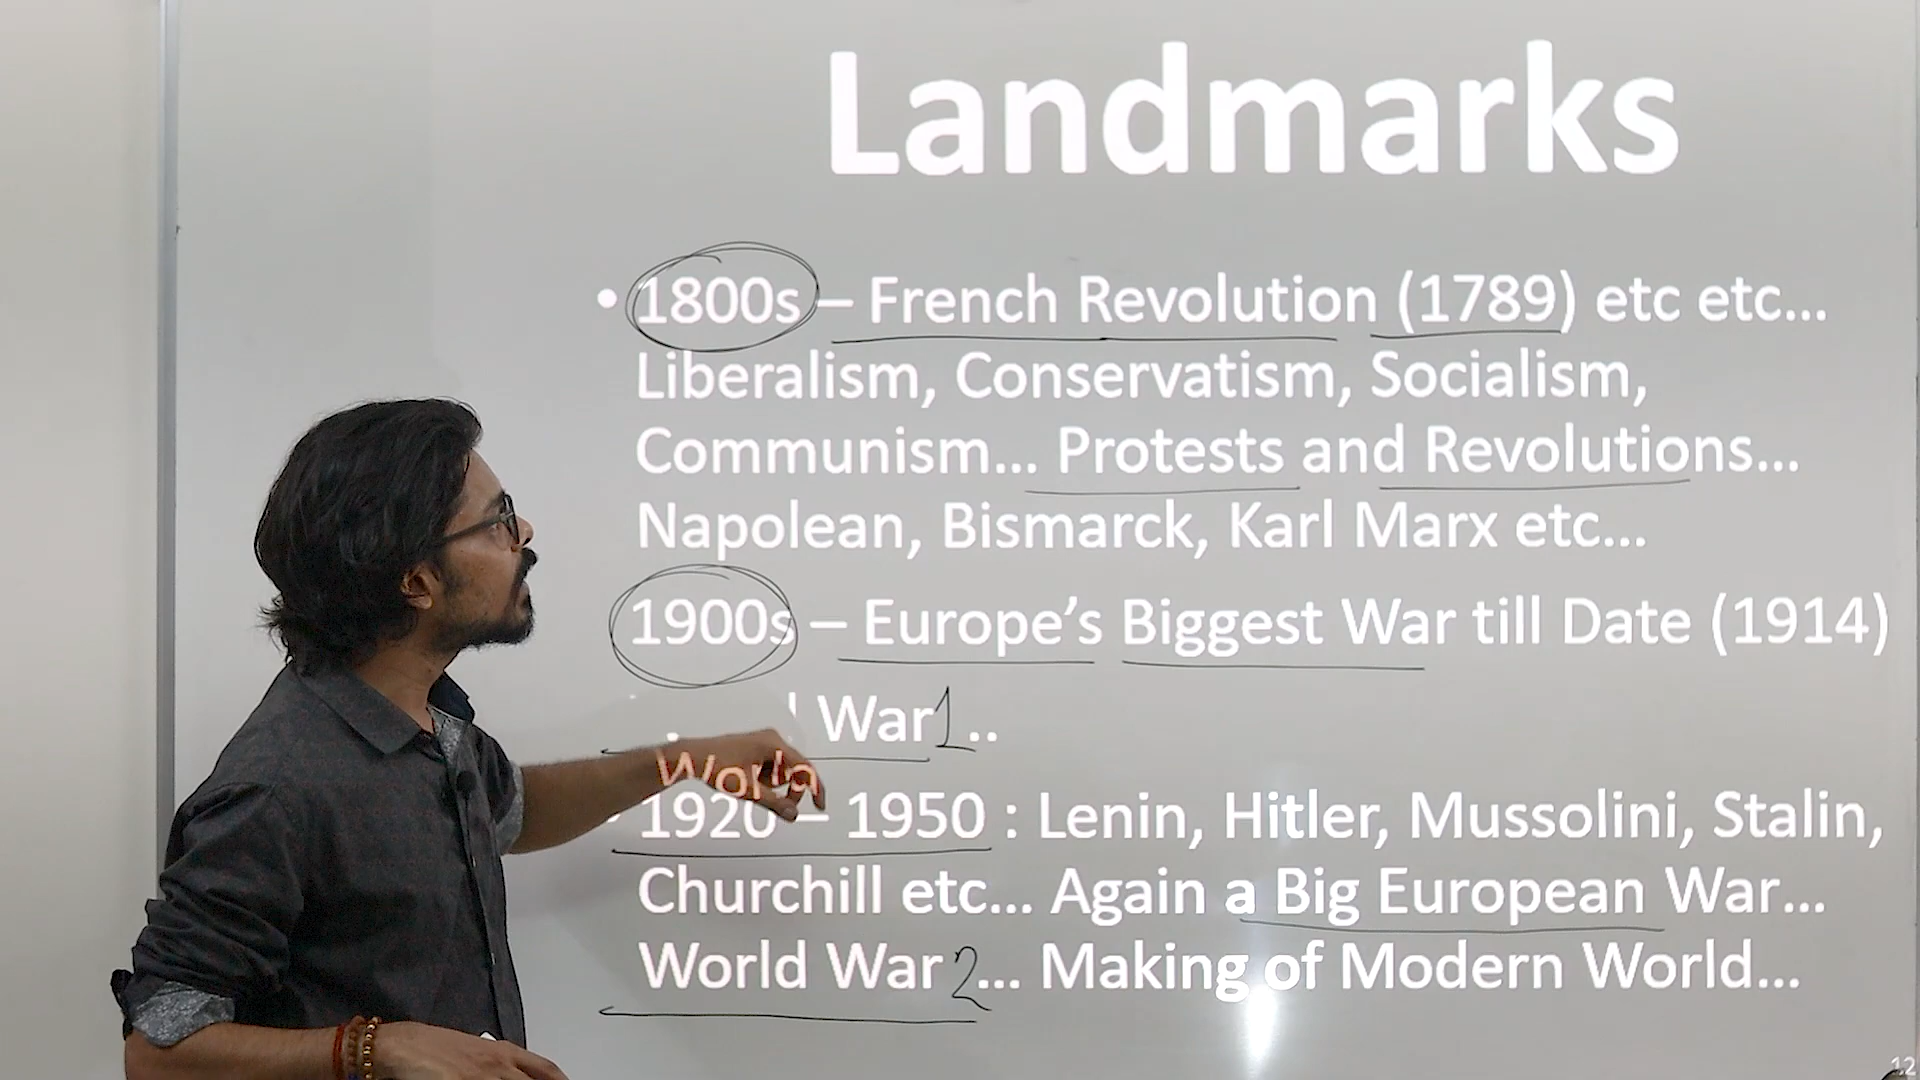 Landmarks
• 1800s – French Revolution (1789) etc etc...
Liberalism, Conservatism, Socialism,
Communism... Protests and Revolutions...
Napolean, Bismarck, Karl Marx etc...
1900s – Europe's Biggest War till Date (1914)
World War 1..
1920 – 1950 : Lenin, Hitler, Mussolini, Stalin,
Churchill etc... Again a Big European War...
World War 2... Making of Modern World...
12